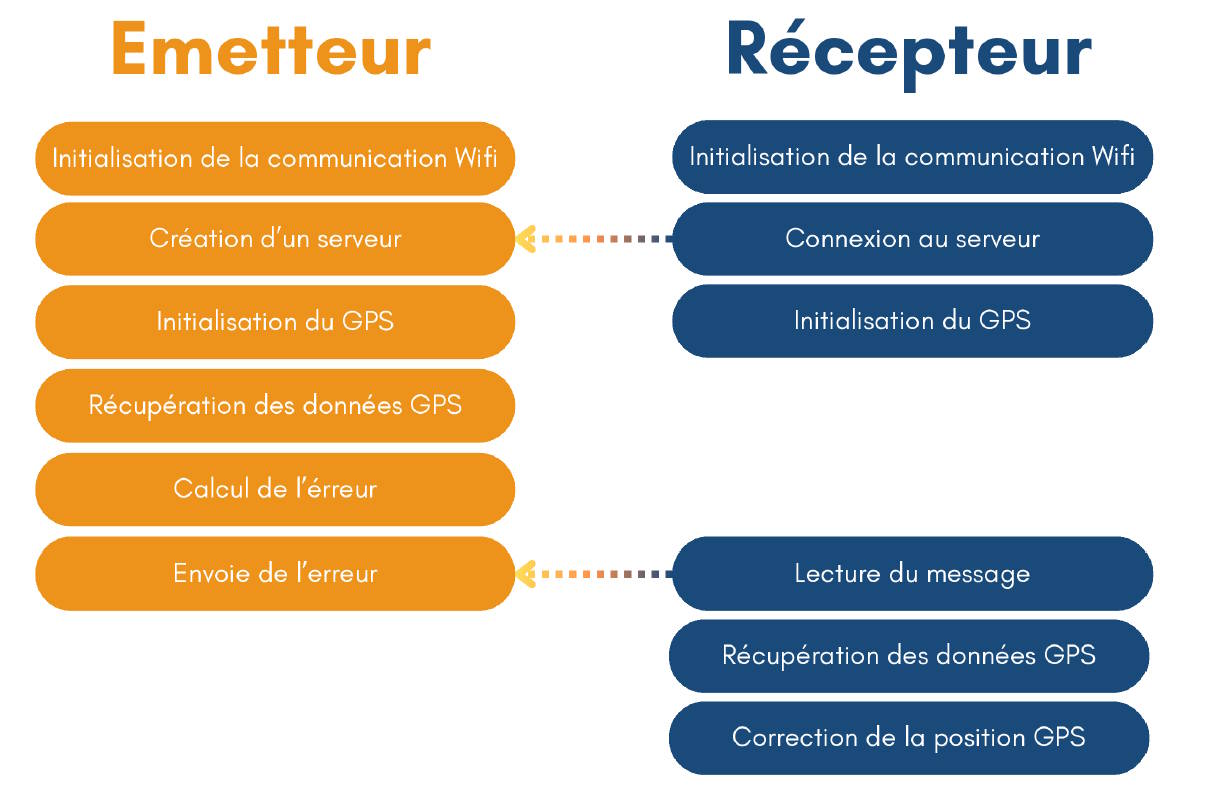 Emetteur
Initialisation de la communication Wifi
Création d'un serveur
Initialisation du GPS
Récupération des données GPS
Calcul de l'érreur
Envoie de l'erreur
Récepteur
Initialisation de la communication Wifi
Connexion au serveur
Initialisation du GPS
Lecture du message
Récupération des données GPS
Correction de la position GPS